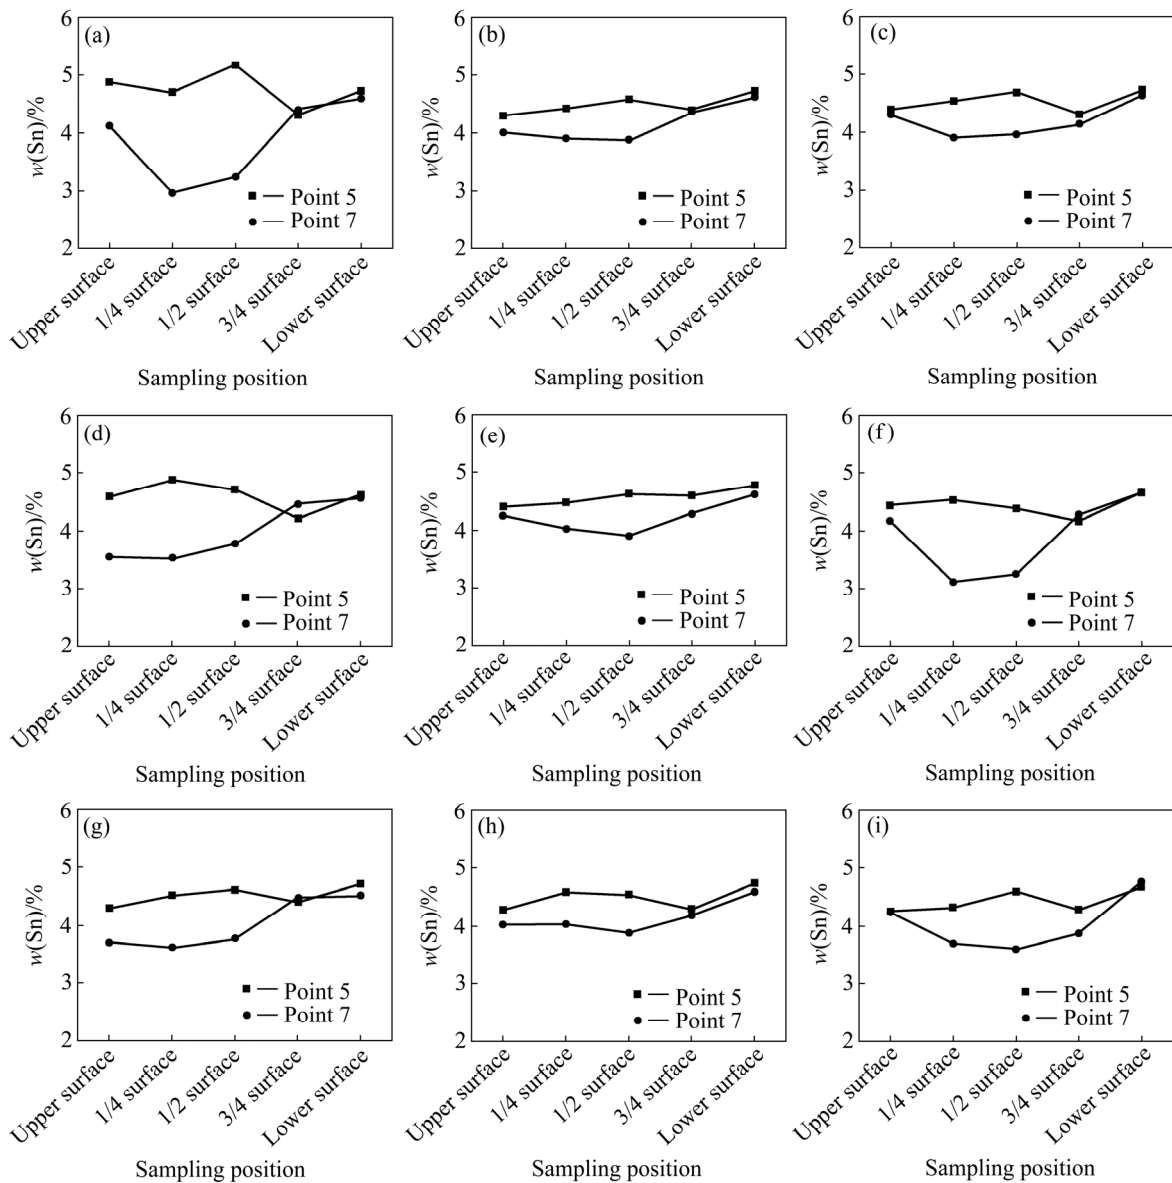 (a)
6
5
4
3
2
w(Sn)/%
Point 5
Point 7
Upper surface
1/4 surface
1/2 surface
3/4 surface
Lower surface
Sampling position
(b)
6
5
4
3
2
w(Sn)/%
Point 5
Point 7
Upper surface
1/4 surface
1/2 surface
3/4 surface
Lower surface
Sampling position
(c)
6
5
4
3
2
w(Sn)/%
Point 5
Point 7
Upper surface
1/4 surface
1/2 surface
3/4 surface
Lower surface
Sampling position
(d)
6
5
4
3
2
w(Sn)/%
Point 5
Point 7
Upper surface
1/4 surface
1/2 surface
3/4 surface
Lower surface
Sampling position
(e)
6
5
4
3
2
w(Sn)/%
Point 5
Point 7
Upper surface
1/4 surface
1/2 surface
3/4 surface
Lower surface
Sampling position
(f)
6
5
4
3
2
w(Sn)/%
Point 5
Point 7
Upper surface
1/4 surface
1/2 surface
3/4 surface
Lower surface
Sampling position
(g)
6
5
4
3
2
w(Sn)/%
Point 5
Point 7
Upper surface
1/4 surface
1/2 surface
3/4 surface
Lower surface
Sampling position
(h)
6
5
4
3
2
w(Sn)/%
Point 5
Point 7
Upper surface
1/4 surface
1/2 surface
3/4 surface
Lower surface
Sampling position
(i)
6
5
4
3
2
w(Sn)/%
Point 5
Point 7
Upper surface
1/4 surface
1/2 surface
3/4 surface
Lower surface
Sampling position